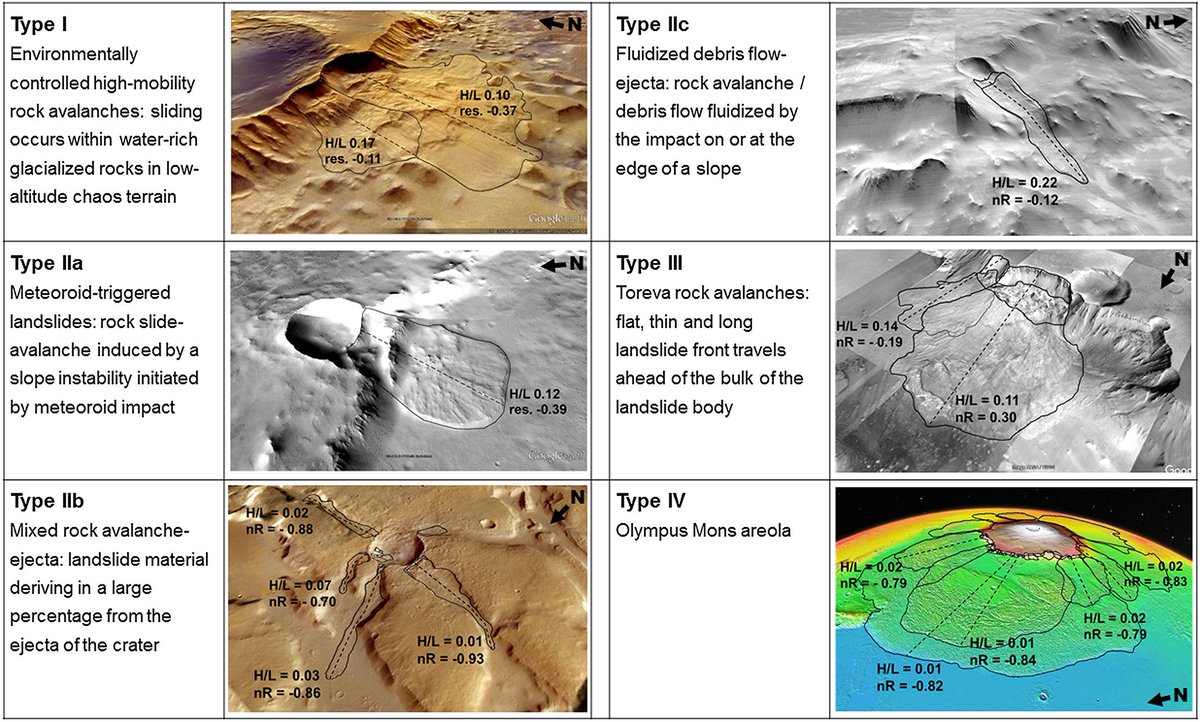 Type I
Environmentally
controlled high-mobility
rock avalanches: sliding
occurs within water-rich
glacialized rocks in low-
altitude chaos terrain
N
H/L 0.10
res. -0.37
H/L 0.17
res. -0.11
Google earth
Type IIc
Fluidized debris flow-
ejecta: rock avalanche /
debris flow fluidized by
the impact on or at the
edge of a slope
N
H/L = 0.22
nR = -0.12
Type IIa
Meteoroid-triggered
landslides: rock slide-
avalanche induced by a
slope instability initiated
by meteoroid impact
N
H/L 0.12
res. -0.39
Google earth
Type III
Toreva rock avalanches:
flat, thin and long
landslide front travels
ahead of the bulk of the
landslide body
N
H/L = 0.14
nR = - 0.19
H/L = 0.11
nR = 0.30
Goo
Type IIb
Mixed rock avalanche-
ejecta: landslide material
deriving in a large
percentage from the
ejecta of the crater
N
H/L = 0.02
nR = - 0.88
H/L = 0.07
nR = - 0.70
H/L = 0.01
nR = -0.93
H/L = 0.03
nR = -0.86
Type IV
Olympus Mons areola
H/L = 0.02
nR = - 0.79
H/L = 0.02
nR = - 0.83
H/L = 0.02
nR = -0.79
H/L = 0.01
nR = -0.84
H/L = 0.01
nR = -0.82
N